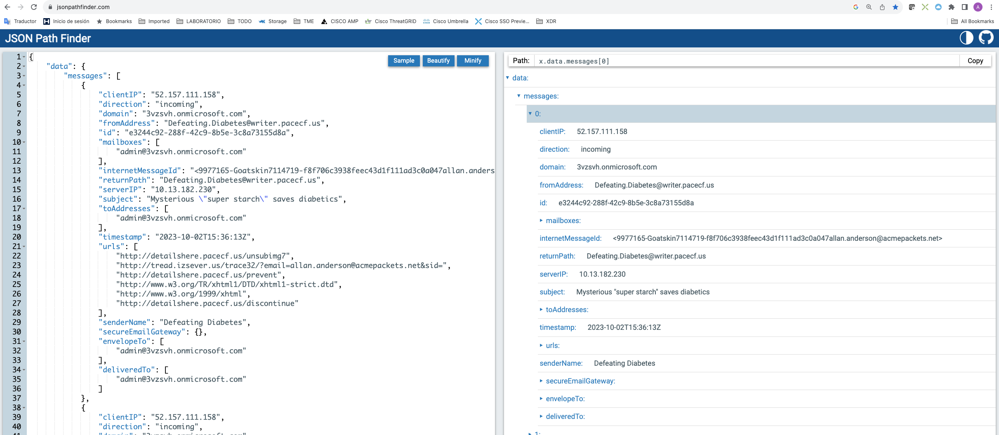 jsonpathfinder.com
Traductor Inicio de sesión Bookmarks Imported LABORATORIO TODO Storage TME CISCO AMP Cisco ThreatGRID Cisco Umbrella Cisco SSO Previe... XDR All Bookmarks
JSON Path Finder
Sample Beautify Minify
1 {
2 "data": {
3 "messages": [
4 {
5 "clientIP": "52.157.111.158",
6 "direction": "incoming",
7 "domain": "3vzsvh.onmicrosoft.com",
8 "fromAddress": "Defeating.Diabetes@writer.pacecf.us",
9 "id": "e3244c92-288f-42c9-8b5e-3c8a73155d8a",
10 "mailboxes": [
11 "admin@3vzsvh.onmicrosoft.com"
12 ],
13 "internetMessageId": "<9977165-Goatskin7114719-f8f706c3938feec43d1f111ad3c0a047allan.anders
14 "returnPath": "Defeating.Diabetes@writer.pacecf.us",
15 "serverIP": "10.13.182.230",
16 "subject": "Mysterious \"super starch\" saves diabetics",
17 "toAddresses": [
18 "admin@3vzsvh.onmicrosoft.com"
19 ],
20 "timestamp": "2023-10-02T15:36:13Z",
21 "urls": [
22 "http://detailshere.pacecf.us/unsubimg7",
23 "http://tread.izsever.us/trace32/?email=allan.anderson@acmepackets.net&sid=",
24 "http://detailshere.pacecf.us/prevent",
25 "http://www.w3.org/TR/xhtml1/DTD/xhtml1-strict.dtd",
26 "http://www.w3.org/1999/xhtml",
27 "http://detailshere.pacecf.us/discontinue"
28 ],
29 "senderName": "Defeating Diabetes",
30 "secureEmailGateway": {},
31 "envelopeTo": [
32 "admin@3vzsvh.onmicrosoft.com"
33 ],
34 "deliveredTo": [
35 "admin@3vzsvh.onmicrosoft.com"
36 ]
37 },
38 {
39 "clientIP": "52.157.111.158",
40 "direction": "incoming",
41 "domain": "3vzsvh.onmicrosoft.com",
Path: x.data.messages[0] Copy
data:
messages:
0:
clientIP: 52.157.111.158
direction: incoming
domain: 3vzsvh.onmicrosoft.com
fromAddress: Defeating.Diabetes@writer.pacecf.us
id: e3244c92-288f-42c9-8b5e-3c8a73155d8a
mailboxes:
internetMessageId: <9977165-Goatskin7114719-f8f706c3938feec43d1f111ad3c0a047allan.anderson@acmepackets.net>
returnPath: Defeating.Diabetes@writer.pacecf.us
serverIP: 10.13.182.230
subject: Mysterious "super starch" saves diabetics
toAddresses:
timestamp: 2023-10-02T15:36:13Z
urls:
senderName: Defeating Diabetes
secureEmailGateway:
envelopeTo:
deliveredTo:
1: